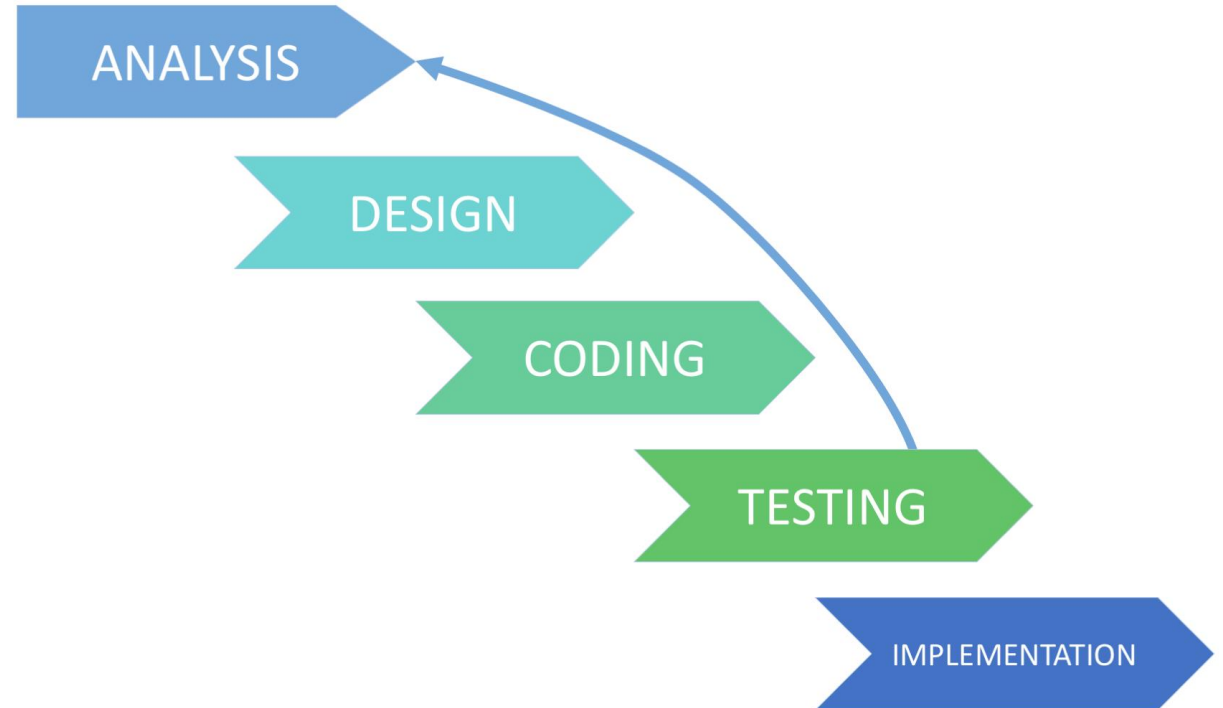 ANALYSIS
DESIGN
CODING
TESTING
IMPLEMENTATION